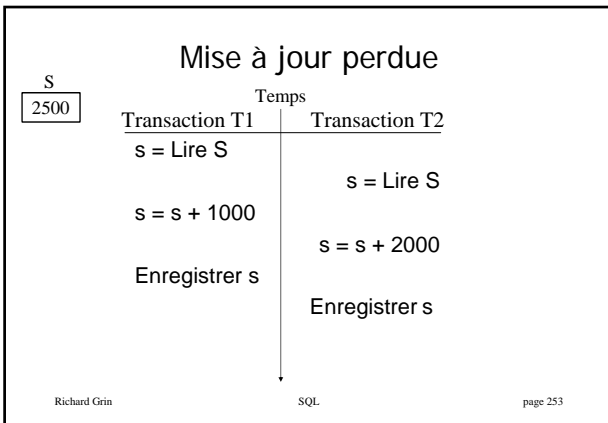 Mise à jour perdue
S
2500
Temps
Transaction T1 Transaction T2
s = Lire S
s = Lire S
s = s + 1000
s = s + 2000
Enregistrer s
Enregistrer s
Richard Grin SQL page 253